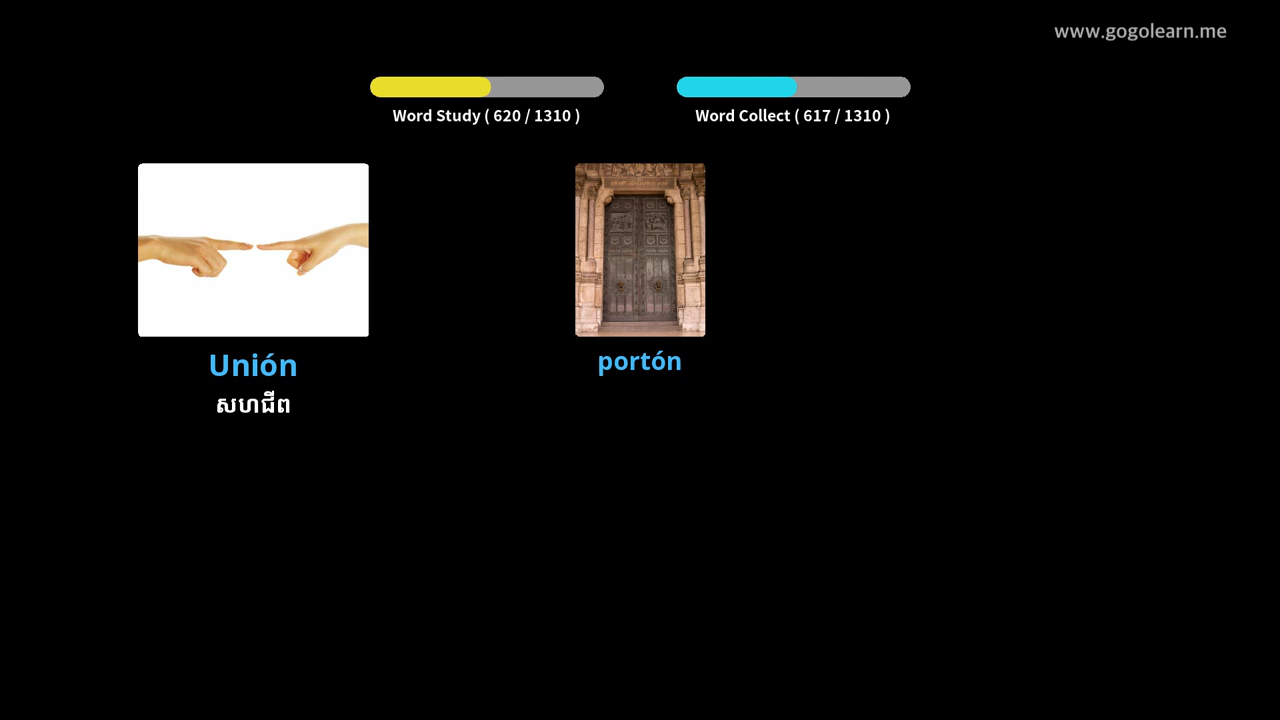 www.gogolearn.me
Word Study ( 620 / 1310 )
Word Collect ( 617 / 1310 )
Unión
សហជីព
portón